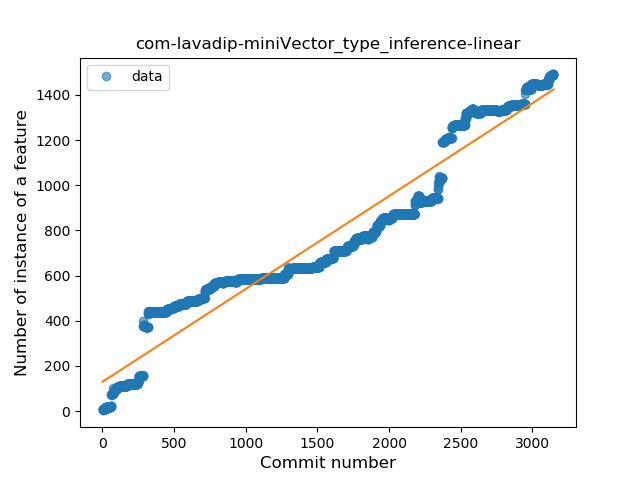 com-lavadip-miniVector_type_inference-linear
data
Number of instance of a feature
1400
1200
1000
800
600
400
200
0
0 500 1000 1500 2000 2500 3000
Commit number